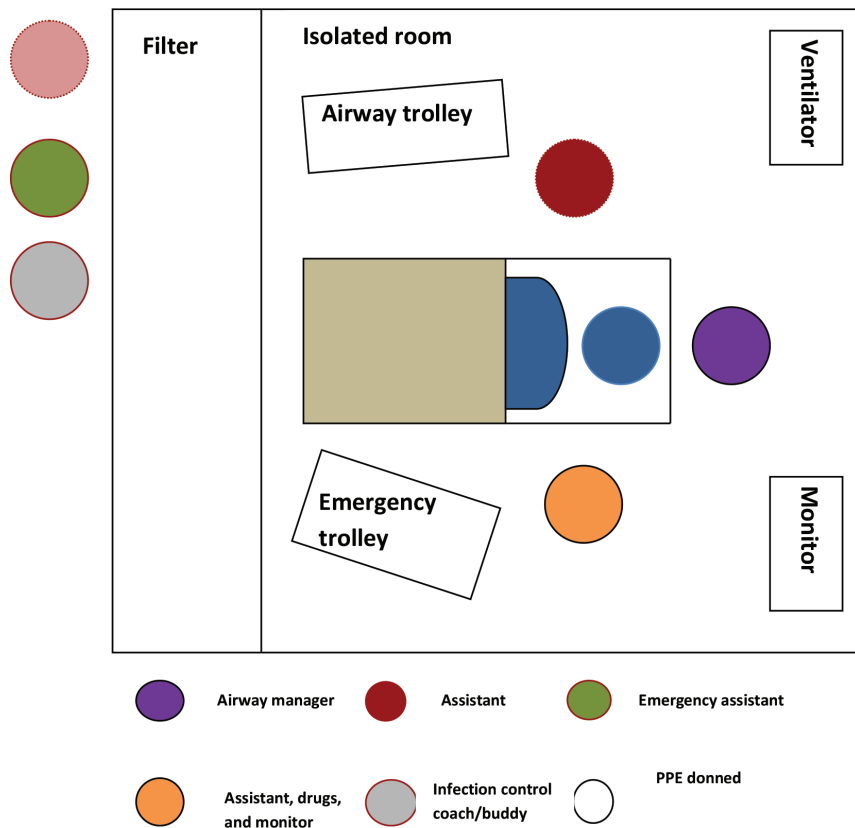 Filter
Isolated room
Ventilator
Airway trolley
Emergency
trolley
Monitor
Airway manager
Assistant
Emergency assistant
Assistant, drugs,
and monitor
Infection control
coach/buddy
PPE donned